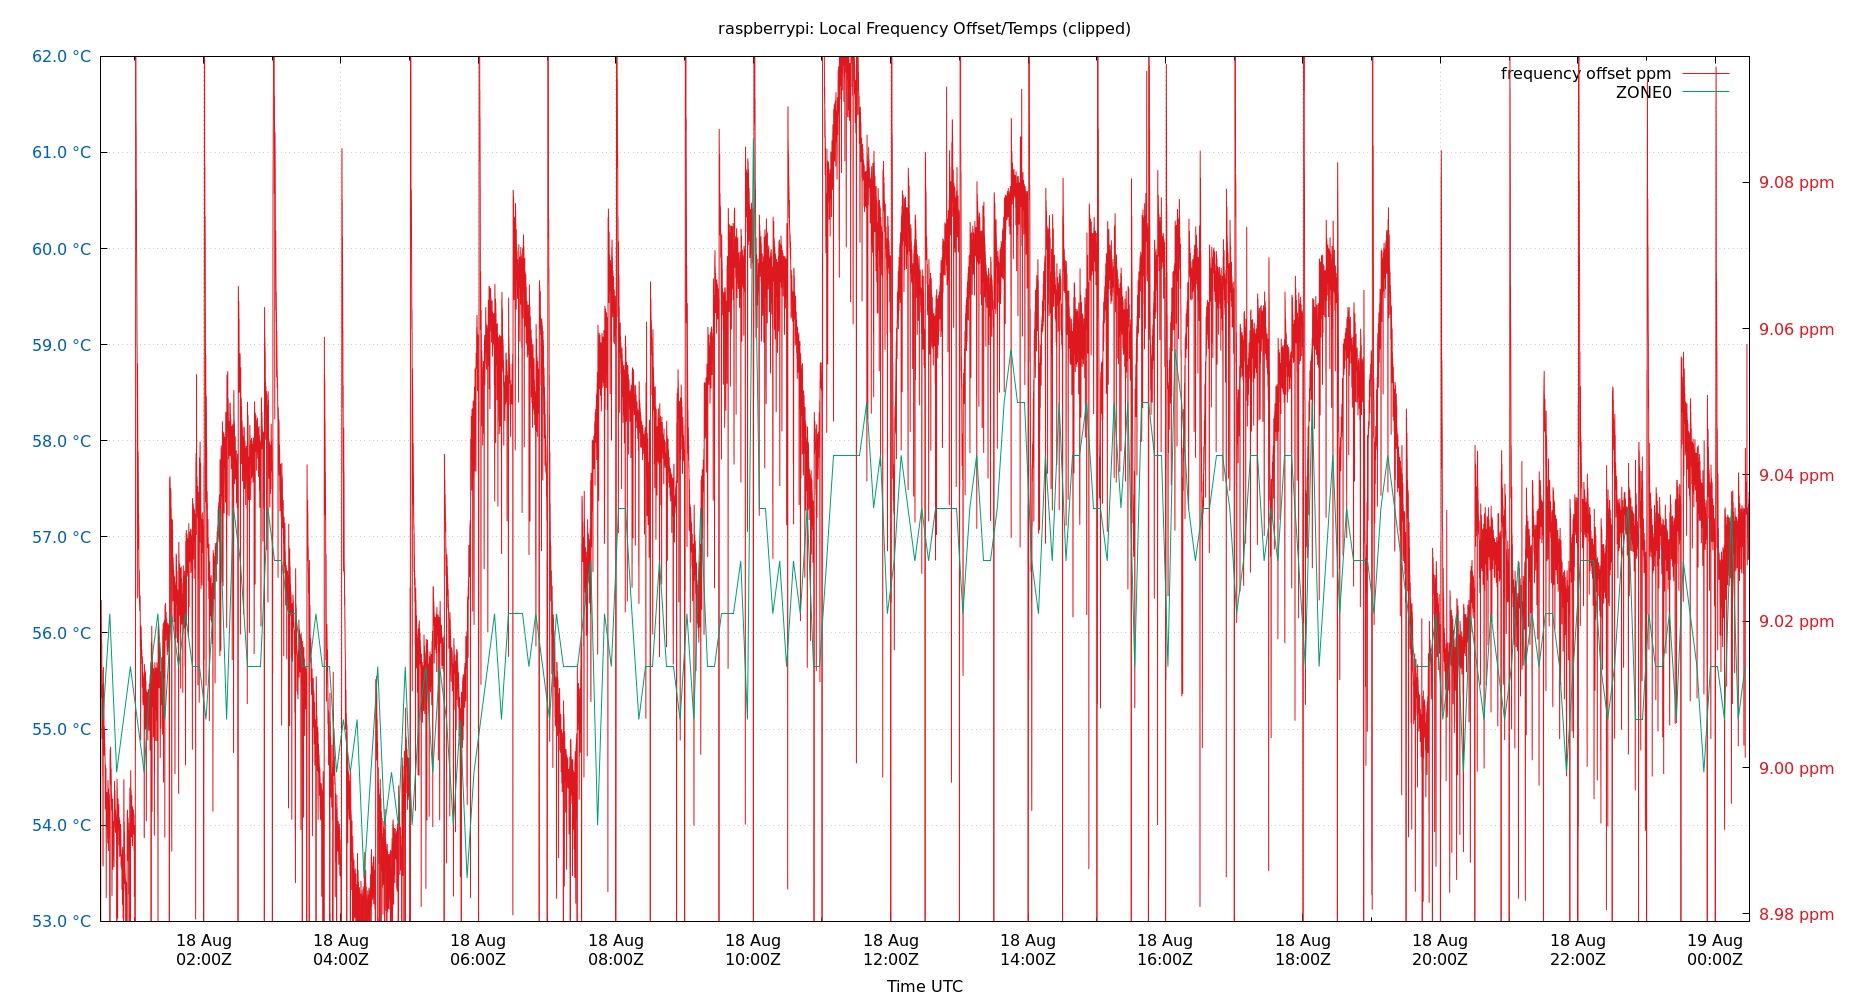 raspberrypi: Local Frequency Offset/Temps (clipped)
frequency offset ppm
ZONE0
62.0 °C
61.0 °C
60.0 °C
59.0 °C
58.0 °C
57.0 °C
56.0 °C
55.0 °C
54.0 °C
53.0 °C
9.08 ppm
9.06 ppm
9.04 ppm
9.02 ppm
9.00 ppm
8.98 ppm
18 Aug
02:00Z
18 Aug
04:00Z
18 Aug
06:00Z
18 Aug
08:00Z
18 Aug
10:00Z
18 Aug
12:00Z
18 Aug
14:00Z
18 Aug
16:00Z
18 Aug
18:00Z
18 Aug
20:00Z
18 Aug
22:00Z
19 Aug
00:00Z
Time UTC